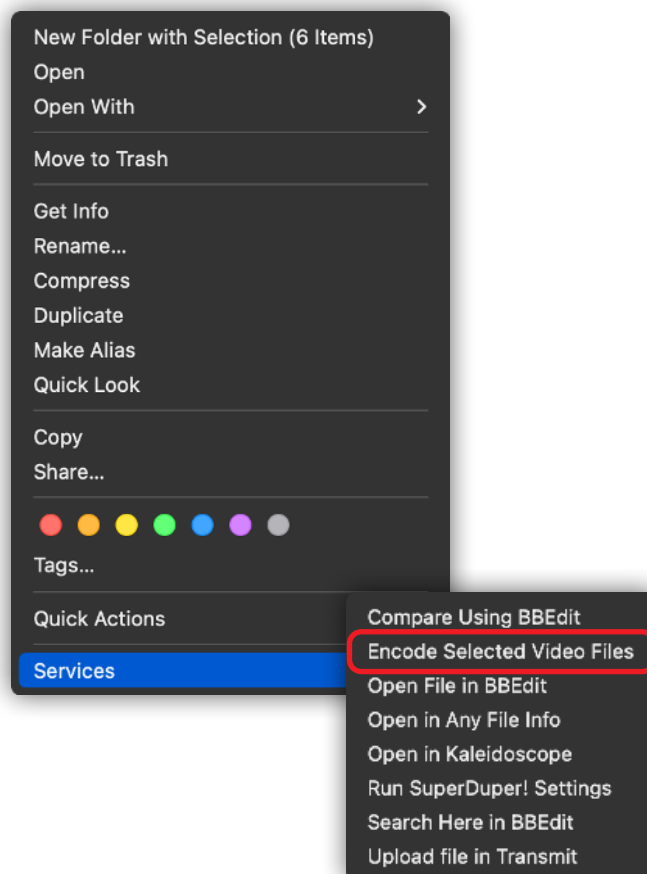 New Folder with Selection (6 Items)
Open
Open With
Move to Trash
Get Info
Rename...
Compress
Duplicate
Make Alias
Quick Look
Copy
Share...
Tags...
Quick Actions
Services
Compare Using BBEdit
Encode Selected Video Files
Open File in BBEdit
Open in Any File Info
Open in Kaleidoscope
Run SuperDuper! Settings
Search Here in BBEdit
Upload file in Transmit